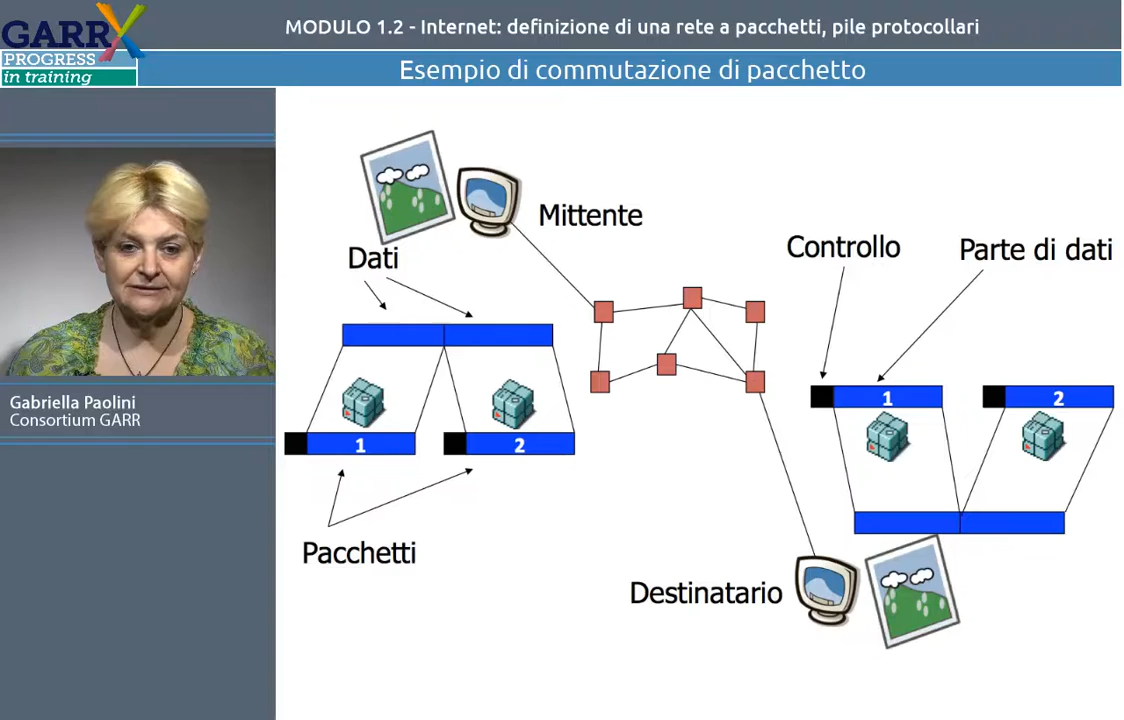 GARR X
PROGRESS
in training
MODULO 1.2 - Internet: definizione di una rete a pacchetti, pile protocollari
Esempio di commutazione di pacchetto
Mittente
Dati
Controllo
Parte di dati
1
2
1
2
Gabriella Paolini
Consortium GARR
Pacchetti
Destinatario